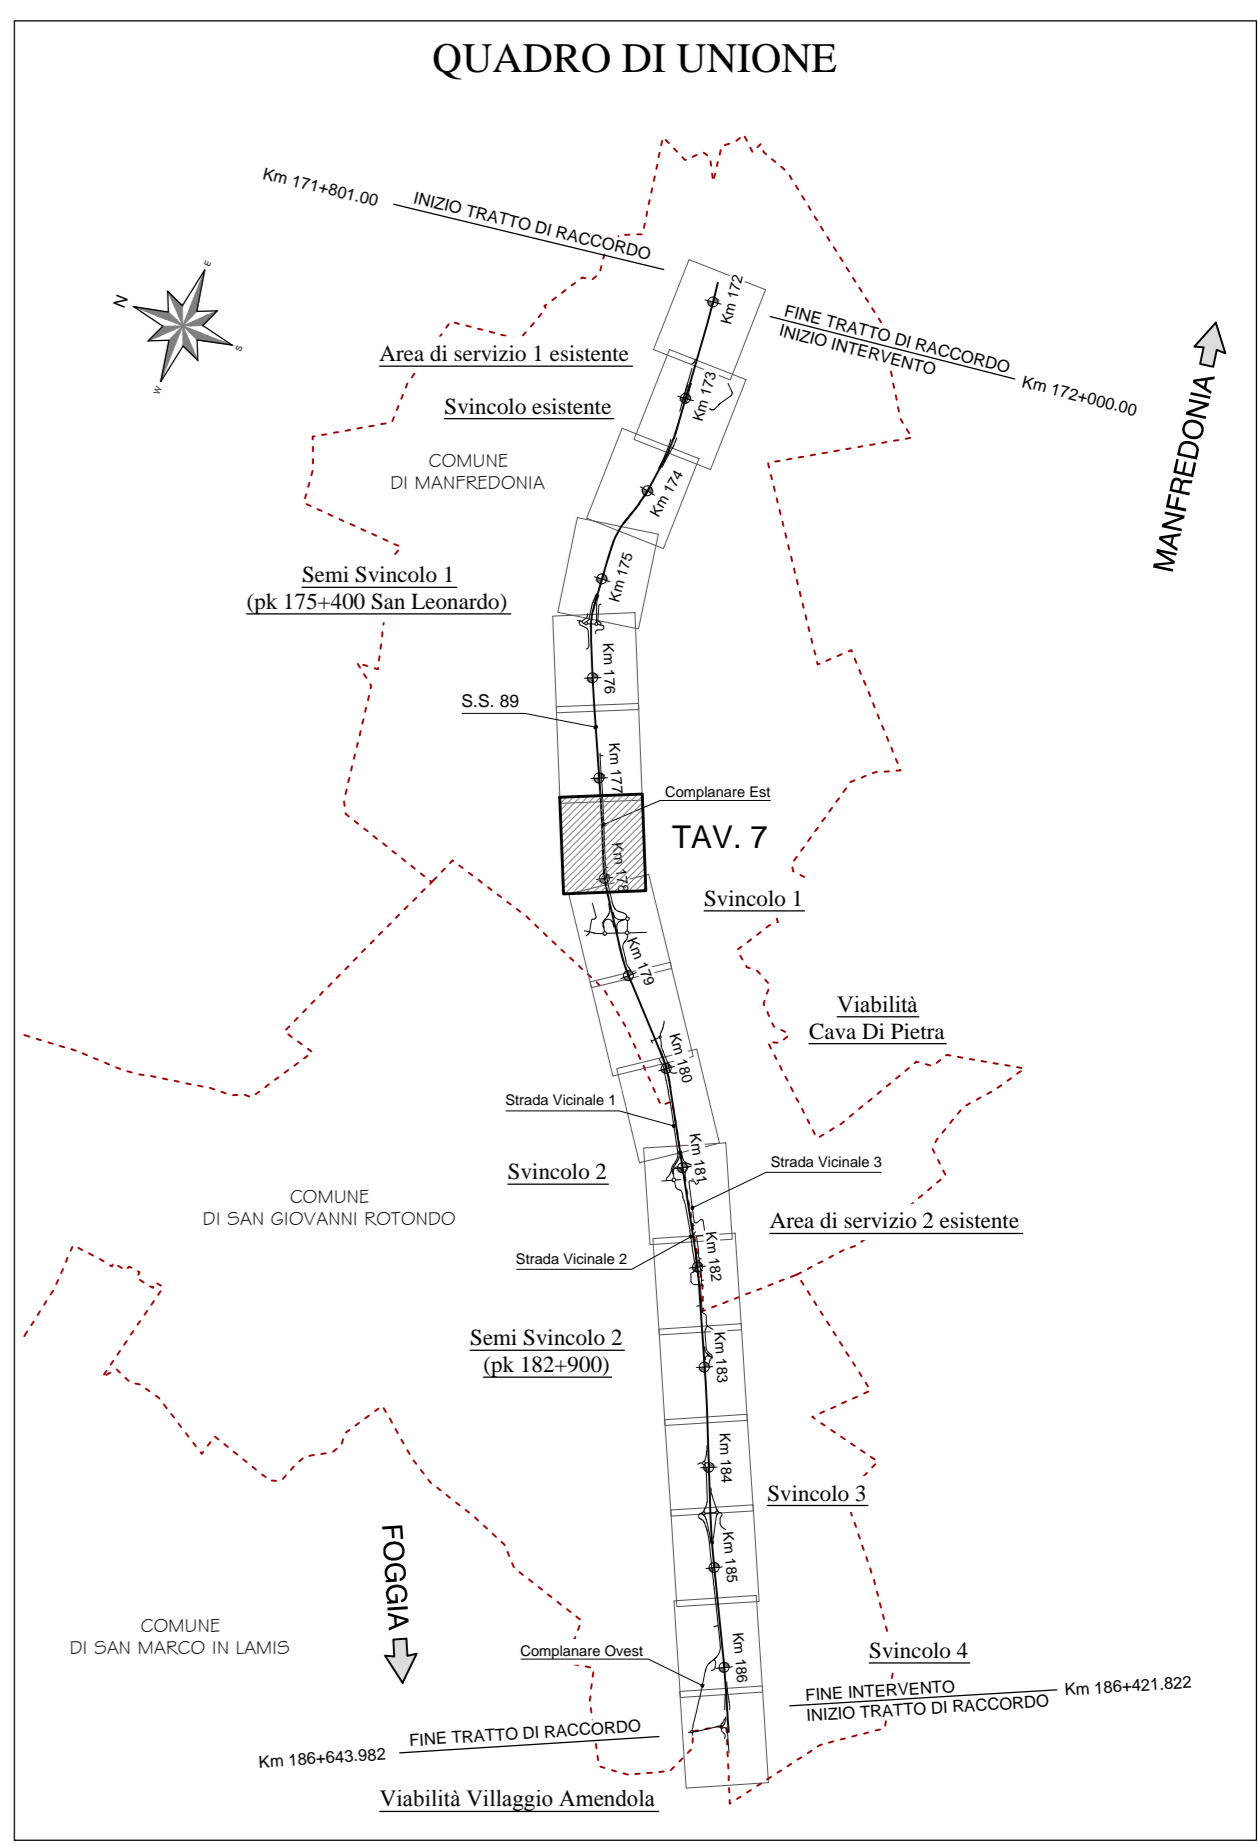 QUADRO DI UNIONE
Km 171+801.00
INIZIO TRATTO DI RACCORDO
N
E
S
W
Km 172
FINE TRATTO DI RACCORDO
INIZIO INTERVENTO
Km 172+000.00
MANFREDONIA
Area di servizio 1 esistente
Svincolo esistente
Km 173
COMUNE
DI MANFREDONIA
Km 174
Semi Svincolo 1
(pk 175+400 San Leonardo)
Km 175
Km 176
S.S. 89
Km 177
Complanare Est
TAV. 7
Km 178
Svincolo 1
Km 179
Viabilità
Cava Di Pietra
Km 180
Strada Vicinale 1
Km 181
Strada Vicinale 3
Svincolo 2
COMUNE
DI SAN GIOVANNI ROTONDO
Area di servizio 2 esistente
Strada Vicinale 2
Km 182
Semi Svincolo 2
(pk 182+900)
Km 183
Km 184
Svincolo 3
FOGGIA
Km 185
COMUNE
DI SAN MARCO IN LAMIS
Complanare Ovest
Km 186
Svincolo 4
FINE INTERVENTO
INIZIO TRATTO DI RACCORDO
Km 186+421.822
FINE TRATTO DI RACCORDO
Km 186+643.982
Viabilità Villaggio Amendola